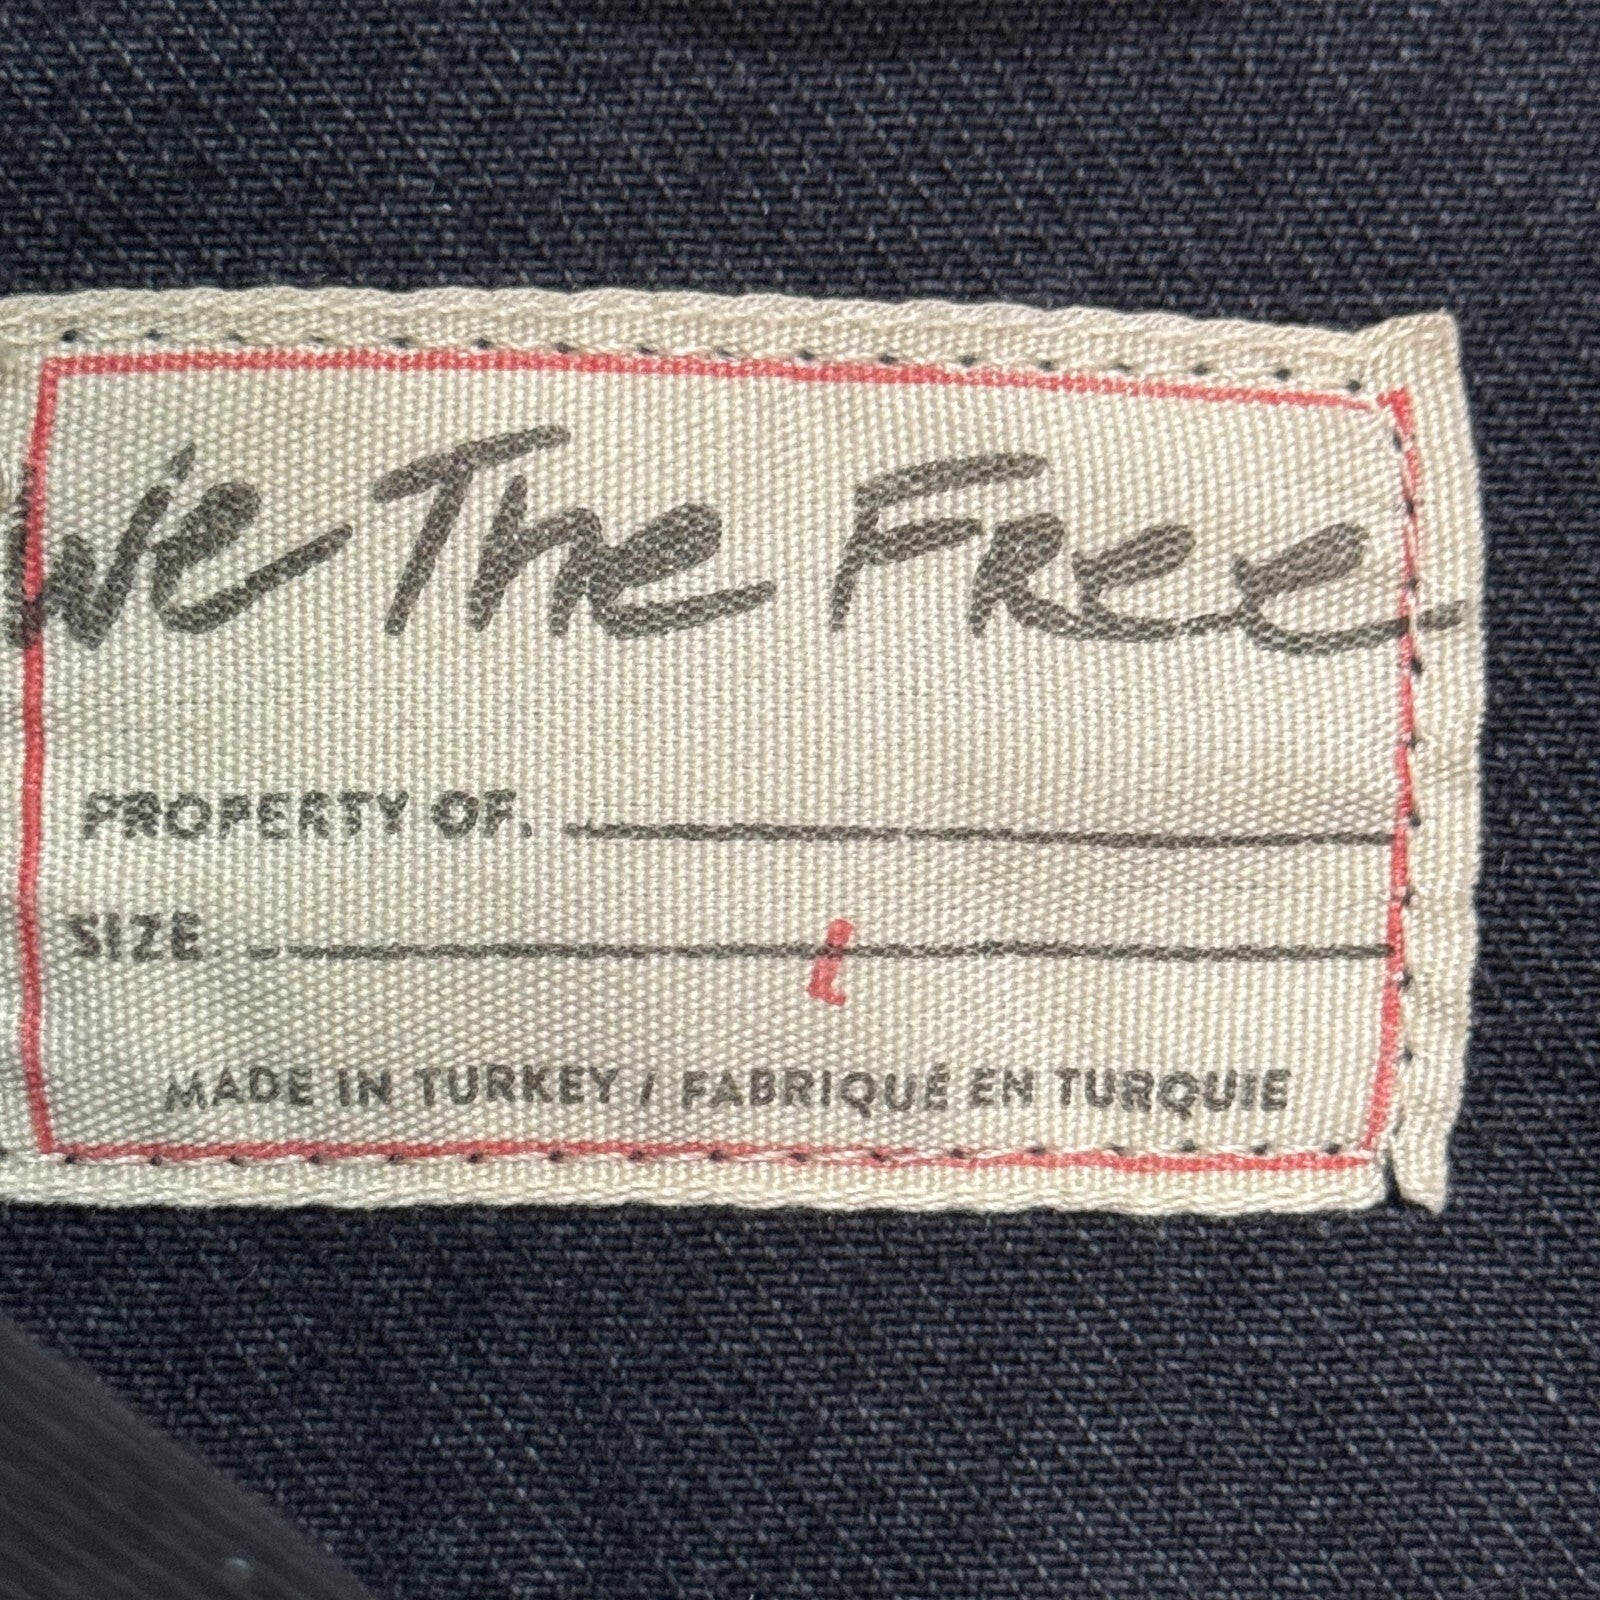 We The Free
PROPERTY OF.
SIZE. L
MADE IN TURKEY / FABRIQUÉ EN TURQUIE